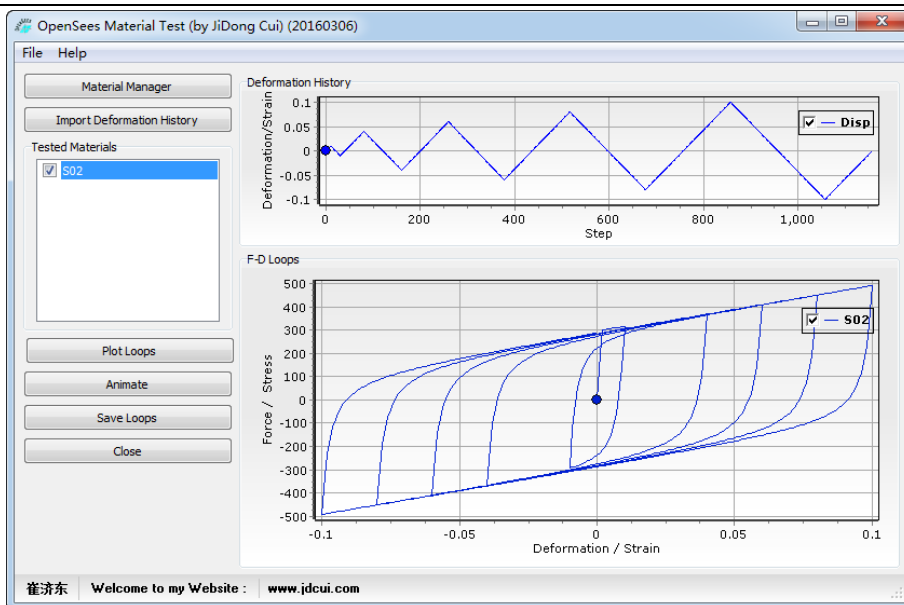 OpenSees Material Test (by JiDong Cui) (20160306)
File Help
Material Manager
Import Deformation History
Tested Materials
S02
Plot Loops
Animate
Save Loops
Close
Deformation History
Deformation/Strain
0.1
0.05
0
-0.05
-0.1
Disp
0 200 400 600 800 1,000
Step
F-D Loops
Force / Stress
500
400
300
200
100
0
-100
-200
-300
-400
-500
S02
-0.1 -0.05 0 0.05 0.1
Deformation / Strain
崔济东 Welcome to my Website : www.jdcui.com